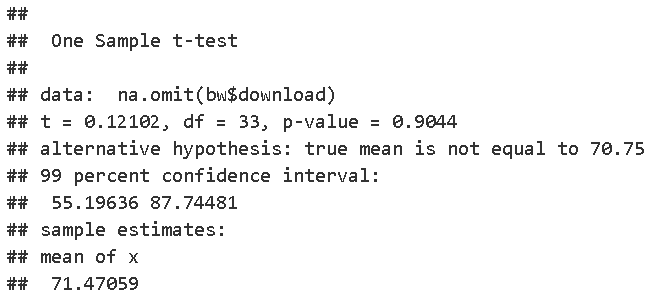 ##
##  One Sample t-test
##
## data:  na.omit(bw$download)
## t = 0.12102, df = 33, p-value = 0.9044
## alternative hypothesis: true mean is not equal to 70.75
## 99 percent confidence interval:
##  55.19636 87.74481
## sample estimates:
## mean of x
##  71.47059